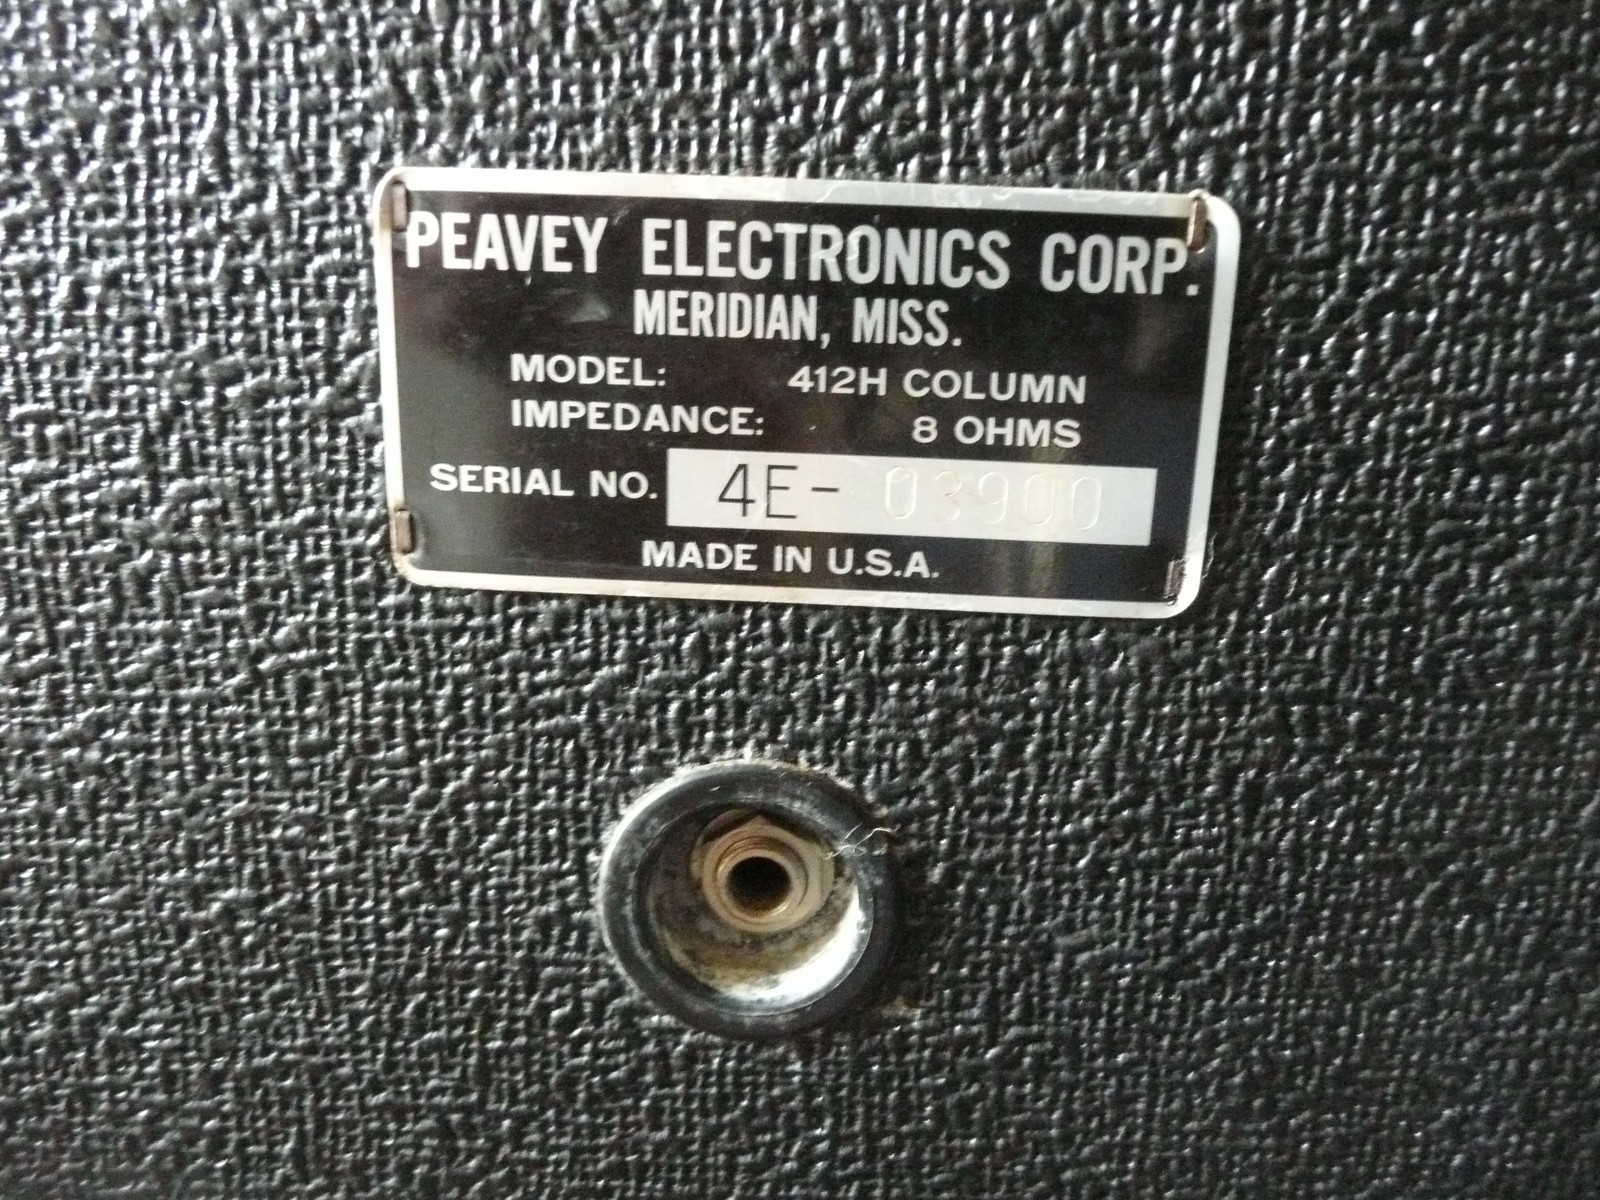 PEAVEY ELECTRONICS CORP.
MERIDIAN, MISS.
MODEL: 412H COLUMN
IMPEDANCE: 8 OHMS
SERIAL NO. 4E- 03900
MADE IN U.S.A.